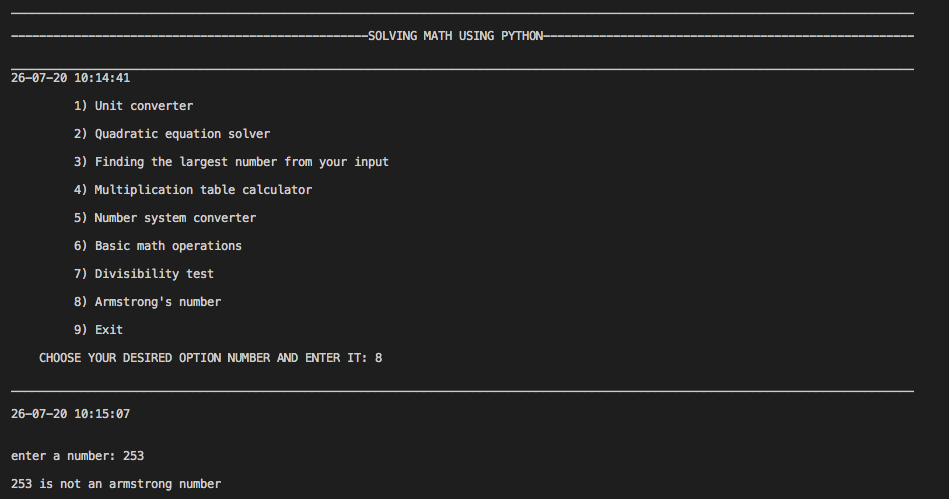 SOLVING MATH USING PYTHON
26-07-20 10:14:41
1) Unit converter
2) Quadratic equation solver
3) Finding the largest number from your input
4) Multiplication table calculator
5) Number system converter
6) Basic math operations
7) Divisibility test
8) Armstrong's number
9) Exit
CHOOSE YOUR DESIRED OPTION NUMBER AND ENTER IT: 8
26-07-20 10:15:07
enter a number: 253
253 is not an armstrong number